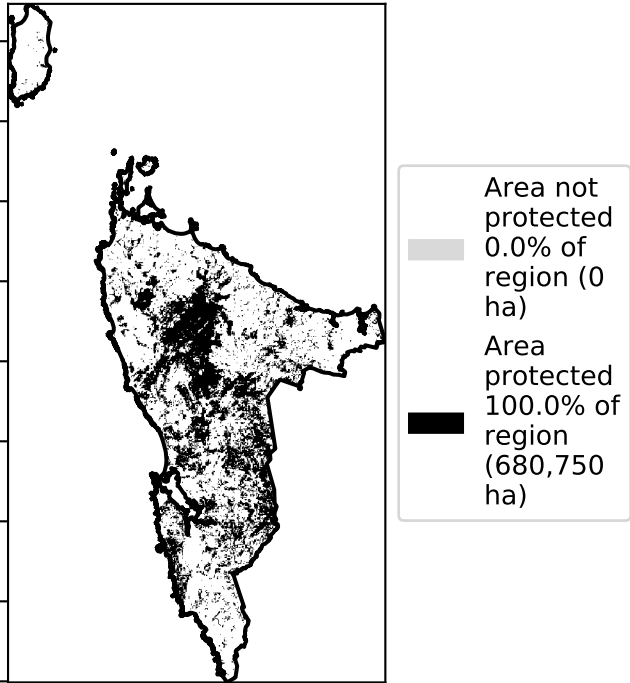 Area not
protected
0.0% of
region (0
ha)
Area
protected
100.0% of
region
(680,750
ha)